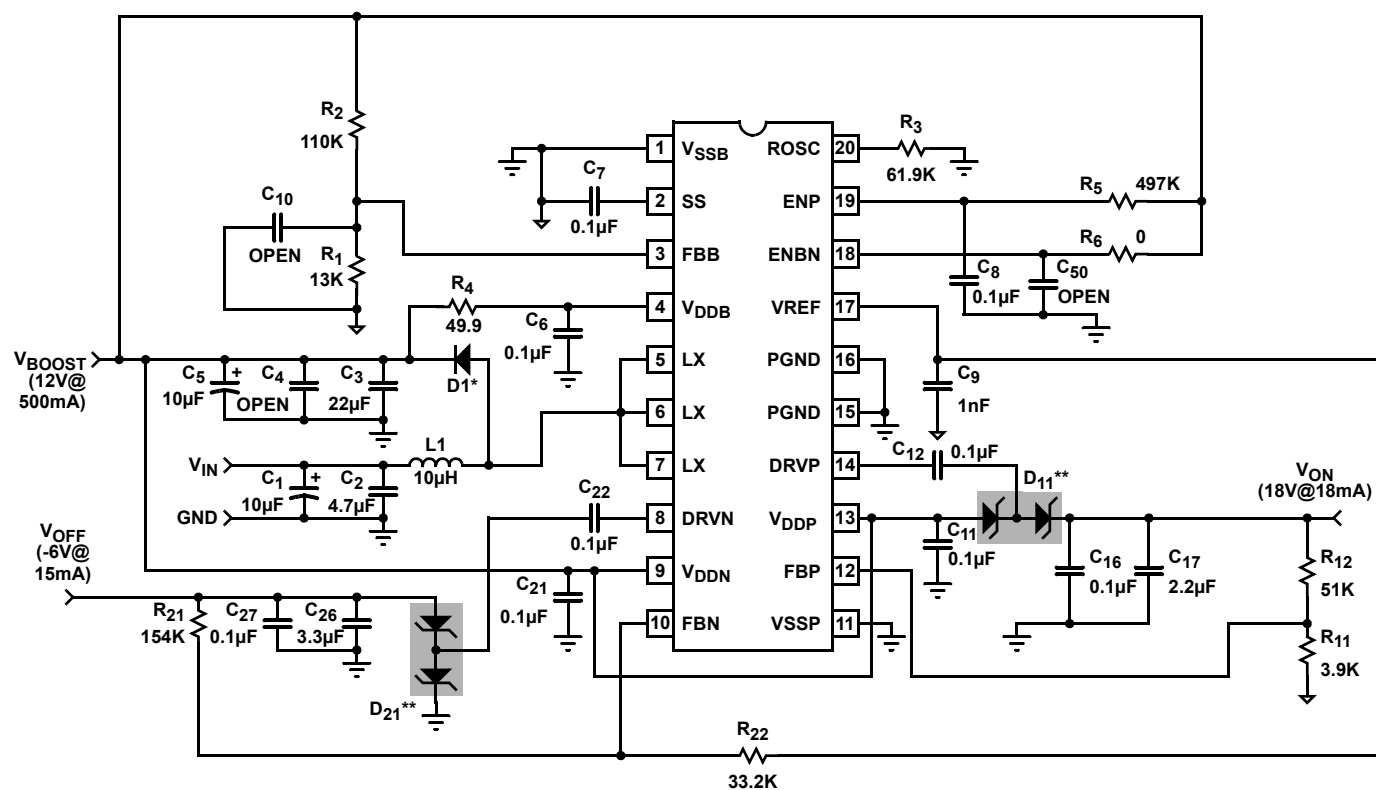 R2
110K
C10
OPEN
R1
13K
C7
0.1µF
R4
49.9
C6
0.1µF
VBOOST
(12V@
500mA)
C5
+
10µF
C4
OPEN
C3
22µF
D1*
VIN
C1
+
10µF
C2
4.7µF
L1
10µH
GND
VOFF
(-6V@
15mA)
C22
0.1µF
C21
0.1µF
R21
154K
C27
0.1µF
C26
3.3µF
D21**
R22
33.2K
1 VSSB
2 SS
3 FBB
4 VDDB
5 LX
6 LX
7 LX
8 DRVN
9 VDDN
10 FBN
ROSC 20
ENP 19
ENBN 18
VREF 17
PGND 16
PGND 15
DRVP 14
VDDP 13
FBP 12
VSSP 11
R3
61.9K
R5 497K
R6 0
C8
0.1µF
C50
OPEN
C9
1nF
C12 0.1µF
D11**
VON
(18V@18mA)
C11
0.1µF
C16
0.1µF
C17
2.2µF
R12
51K
R11
3.9K